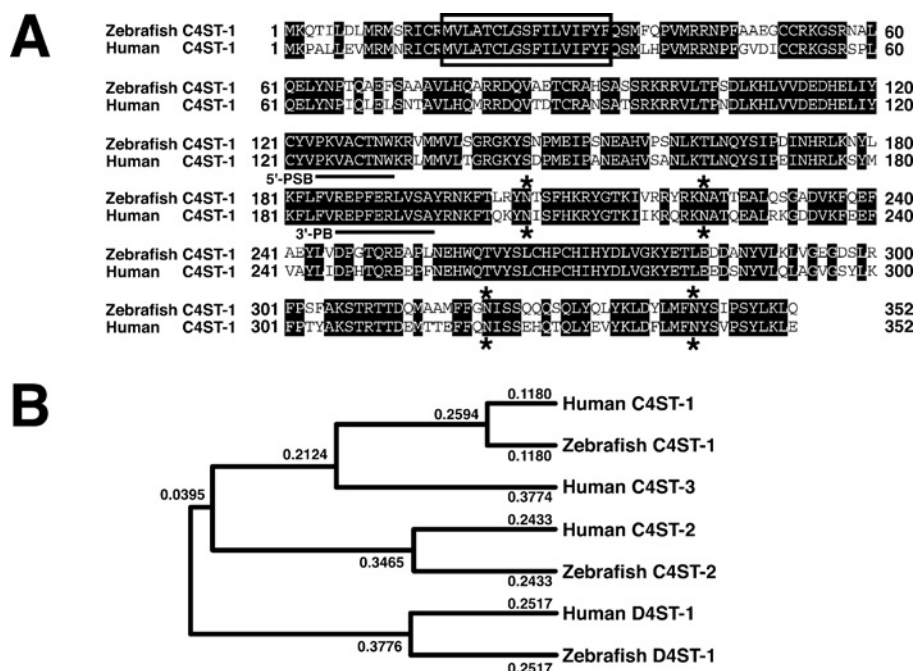 A
Zebrafish C4ST-1 1 MKQTILDLMRMSRICRMVLATCLGSFILVIFYFQSMFQPVMRRNPFAAEGCCRKGSRNAL 60
Human C4ST-1 1 MKPALLEVMRMNRICRMVLATCLGSFILVIFYFQSMLHPVMRRNPFGVDICCRKGSRSPL 60
Zebrafish C4ST-1 61 QELYNPTQAEFSAAAVLHQARRDQVAETCRAHSASSRKRRVLTPSDLKHLVVDEDHELIY 120
Human C4ST-1 61 QELYNPIQLELSNTAVLHQMRRDQVTDTCRANSATSRKRRVLTPNDLKHLVVDEDHELIY 120
Zebrafish C4ST-1 121 CYVPKVACTNWKRVMMVLSGRGKYSNPMEIPSNEAHVPSNLKTLNQYSIPDINHRLKNYL 180
Human C4ST-1 121 CYVPKVACTNWKRLMMVLTGRGKYSDPMEIPANEAHVSANLKTLNQYSIPEINHRLKSYM 180
5'-PSB * *
Zebrafish C4ST-1 181 KFLFVREPFERLVSAYRNKFTLRYNTSFHKRYGTKIVRRYRKNATTEALQSGADVKFQEF 240
Human C4ST-1 181 KFLFVREPFERLVSAYRNKFTQKYNISFHKRYGTKIIKRQRKNATQEALRKGDDVKFEEF 240
3'-PB * *
Zebrafish C4ST-1 241 AEYLVDPGTQREAPLNEHWQTVYSLCHPCHIHYDLVGKYETLEDDANYVLKLVGEGDSLR 300
Human C4ST-1 241 VAYLIDPHTQREEPFNEHWQTVYSLCHPCHIHYDLVGKYETLEEDSNYVLQLAGVGSYLK 300
* *
Zebrafish C4ST-1 301 FPSFAKSTRTTDQMAAMFFGNISSQQQSQLYQLYKLDYLMFNYSIPSYLKLQ 352
Human C4ST-1 301 FPTYAKSTRTTDEMTTEFFQNISSEHQTQLYEVYKLDFLMFNYSVPSYLKLE 352
* *
B
0.1180 Human C4ST-1
0.2594
0.1180 Zebrafish C4ST-1
0.2124
0.3774 Human C4ST-3
0.0395
0.2433 Human C4ST-2
0.3465
0.2433 Zebrafish C4ST-2
0.2517 Human D4ST-1
0.3776
0.2517 Zebrafish D4ST-1